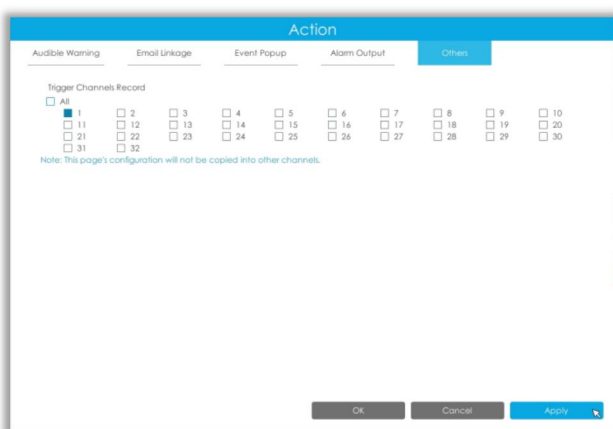 Action
Audible Warning Email Linkage Event Popup Alarm Output Others
Trigger Channels Record
All
1 2 3 4 5 6 7 8 9 10
11 12 13 14 15 16 17 18 19 20
21 22 23 24 25 26 27 28 29 30
31 32
Note: This page's configuration will not be copied into other channels.
OK Cancel Apply